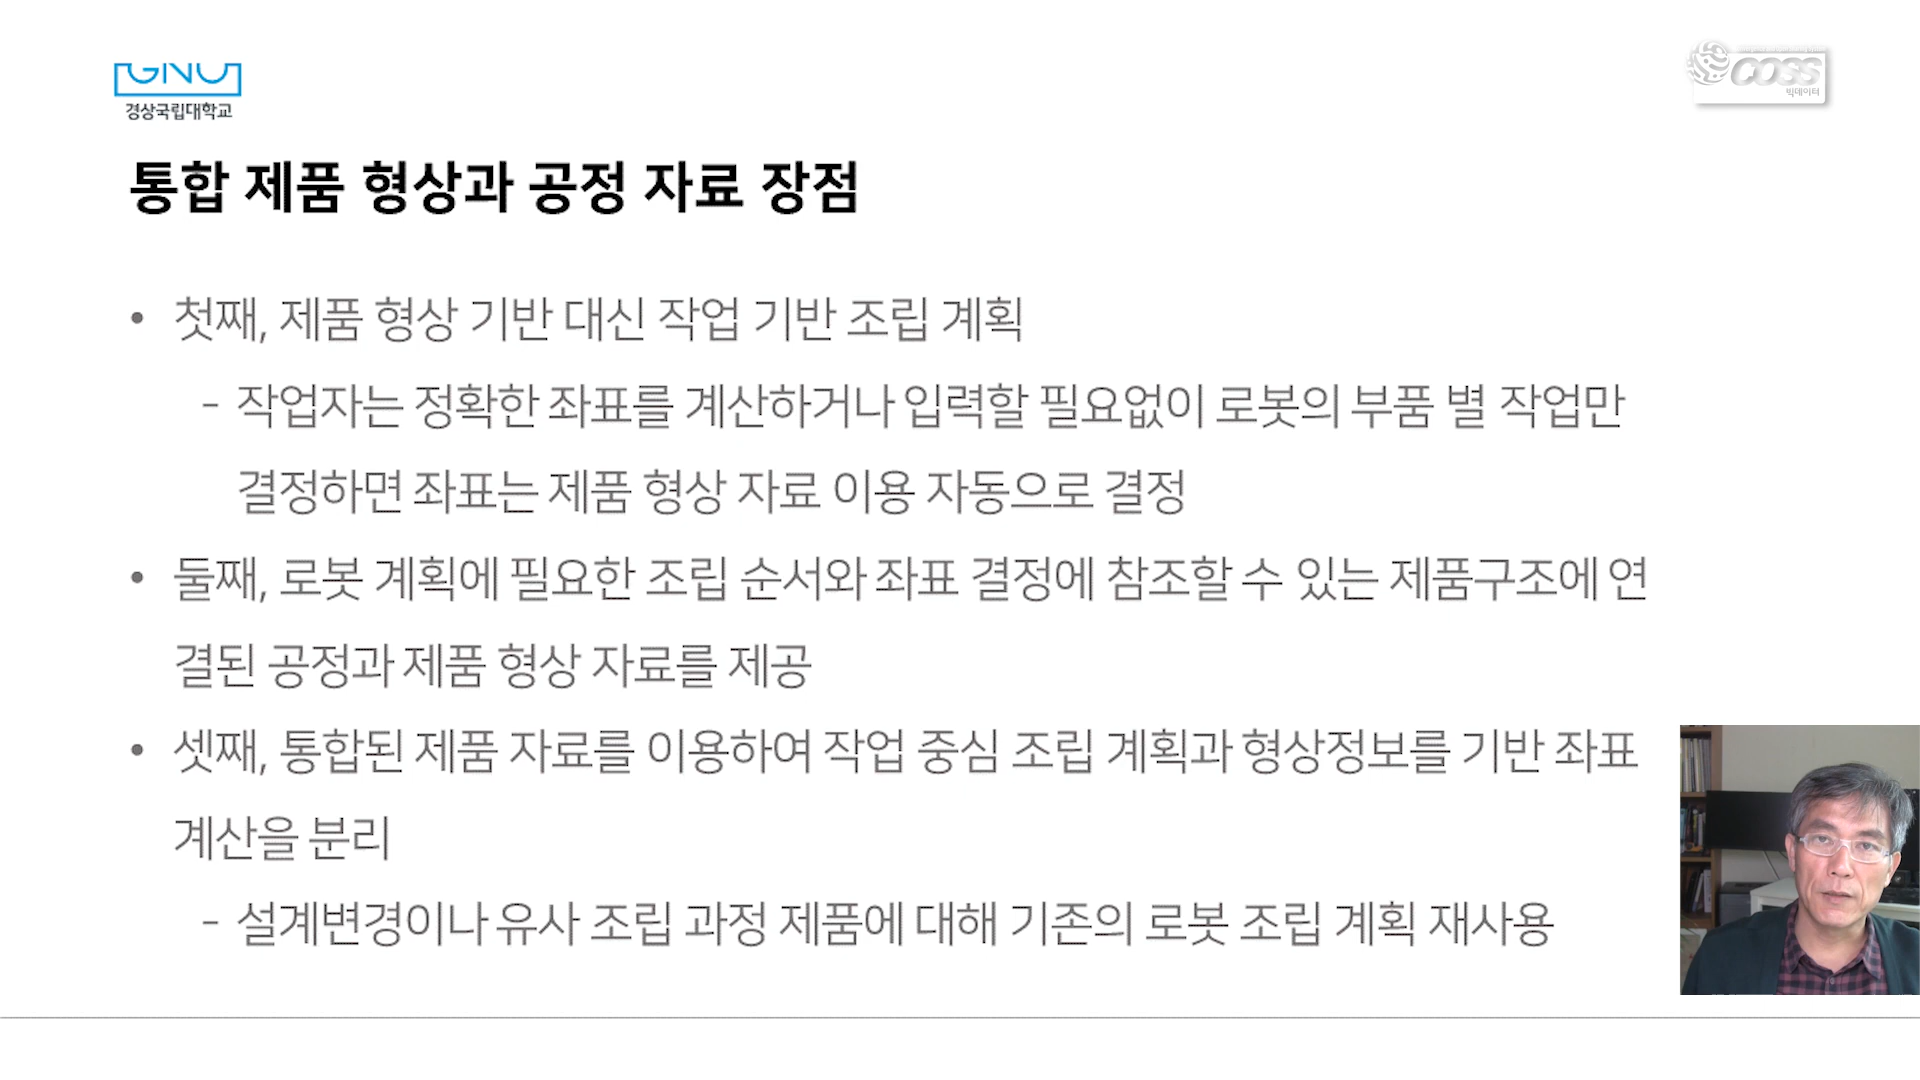 GNU
경상국립대학교
COSS
빅데이터
통합 제품 형상과 공정 자료 장점
• 첫째, 제품 형상 기반 대신 작업 기반 조립 계획
- 작업자는 정확한 좌표를 계산하거나 입력할 필요없이 로봇의 부품 별 작업만
결정하면 좌표는 제품 형상 자료 이용 자동으로 결정
• 둘째, 로봇 계획에 필요한 조립 순서와 좌표 결정에 참조할 수 있는 제품구조에 연
결된 공정과 제품 형상 자료를 제공
• 셋째, 통합된 제품 자료를 이용하여 작업 중심 조립 계획과 형상정보를 기반 좌표
계산을 분리
- 설계변경이나 유사 조립 과정 제품에 대해 기존의 로봇 조립 계획 재사용